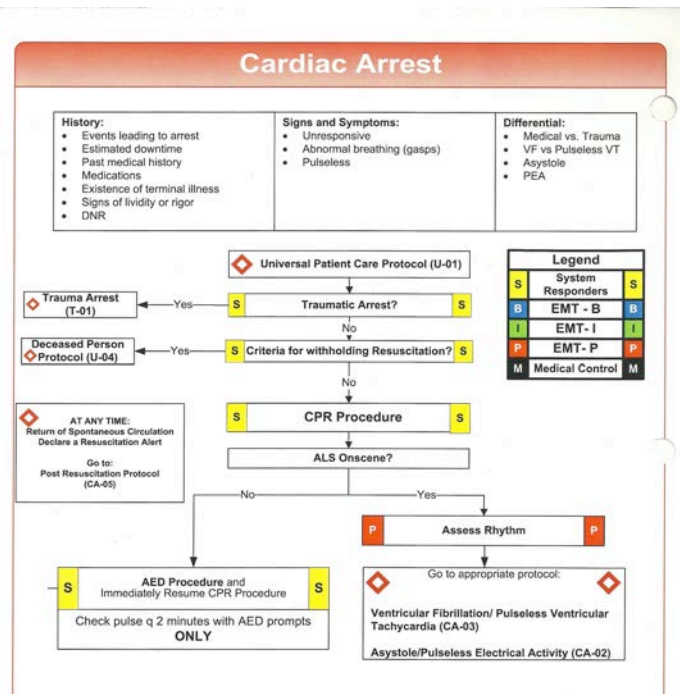 Cardiac Arrest
History:
• Events leading to arrest
• Estimated downtime
• Past medical history
• Medications
• Existence of terminal illness
• Signs of lividity or rigor
• DNR
Signs and Symptoms:
• Unresponsive
• Abnormal breathing (gasps)
• Pulseless
Differential:
• Medical vs. Trauma
• VF vs Pulseless VT
• Asystole
• PEA
Universal Patient Care Protocol (U-01)
Legend
S System S
Responders
B EMT - B B
I EMT- I I
P EMT- P P
M Medical Control M
Trauma Arrest
(T-01)
Yes
S Traumatic Arrest? S
No
Deceased Person
Protocol (U-04)
Yes
S Criteria for withholding Resuscitation? S
No
S CPR Procedure S
AT ANY TIME:
Return of Spontaneous Circulation
Declare a Resuscitation Alert
Go to:
Post Resuscitation Protocol
(CA-05)
ALS Onscene?
No
Yes
P Assess Rhythm P
S AED Procedure and S
Immediately Resume CPR Procedure
Check pulse q 2 minutes with AED prompts
ONLY
Go to appropriate protocol:
Ventricular Fibrillation/ Pulseless Ventricular
Tachycardia (CA-03)
Asystole/Pulseless Electrical Activity (CA-02)